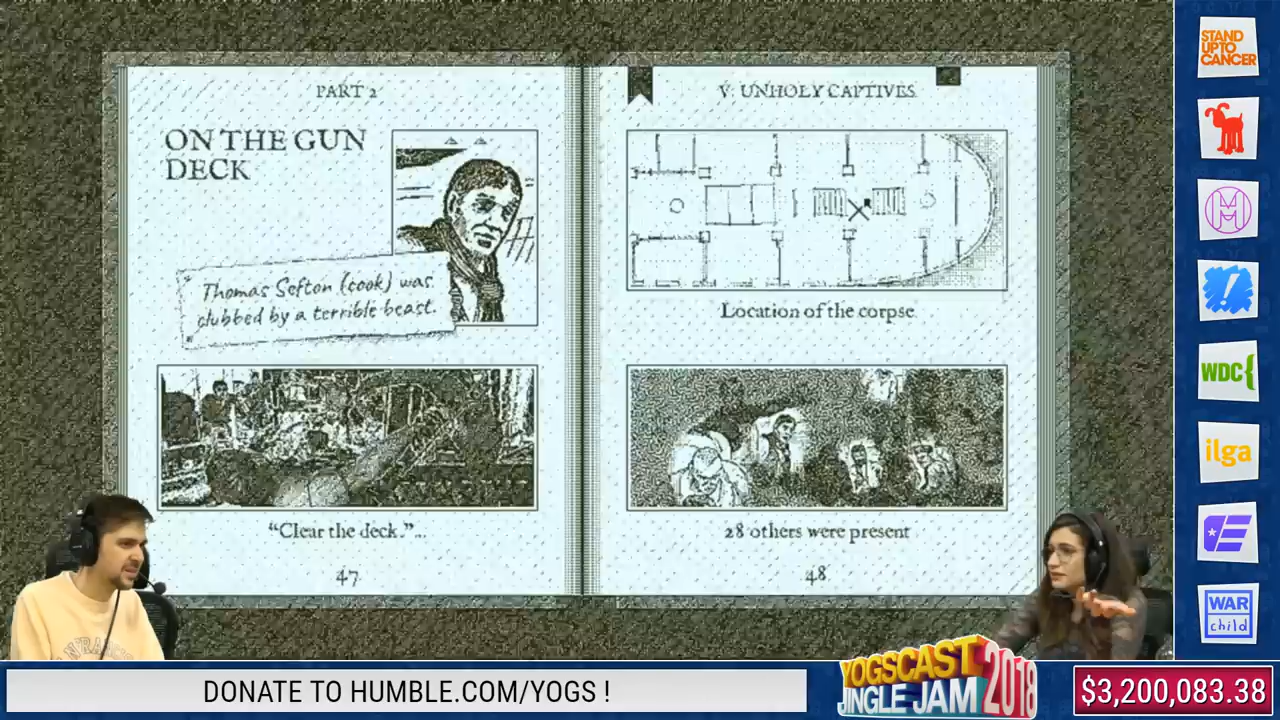 PART 2
ON THE GUN
DECK
Thomas Sefton (cook) was
clubbed by a terrible beast.
"Clear the deck."...
47
V: UNHOLY CAPTIVES
Location of the corpse
28 others were present
48
STAND
UP TO
CANCER
WDC
ilga
WAR
child
DONATE TO HUMBLE.COM/YOGS !
YOGSCAST
JINGLE JAM
2018
$3,200,083.38